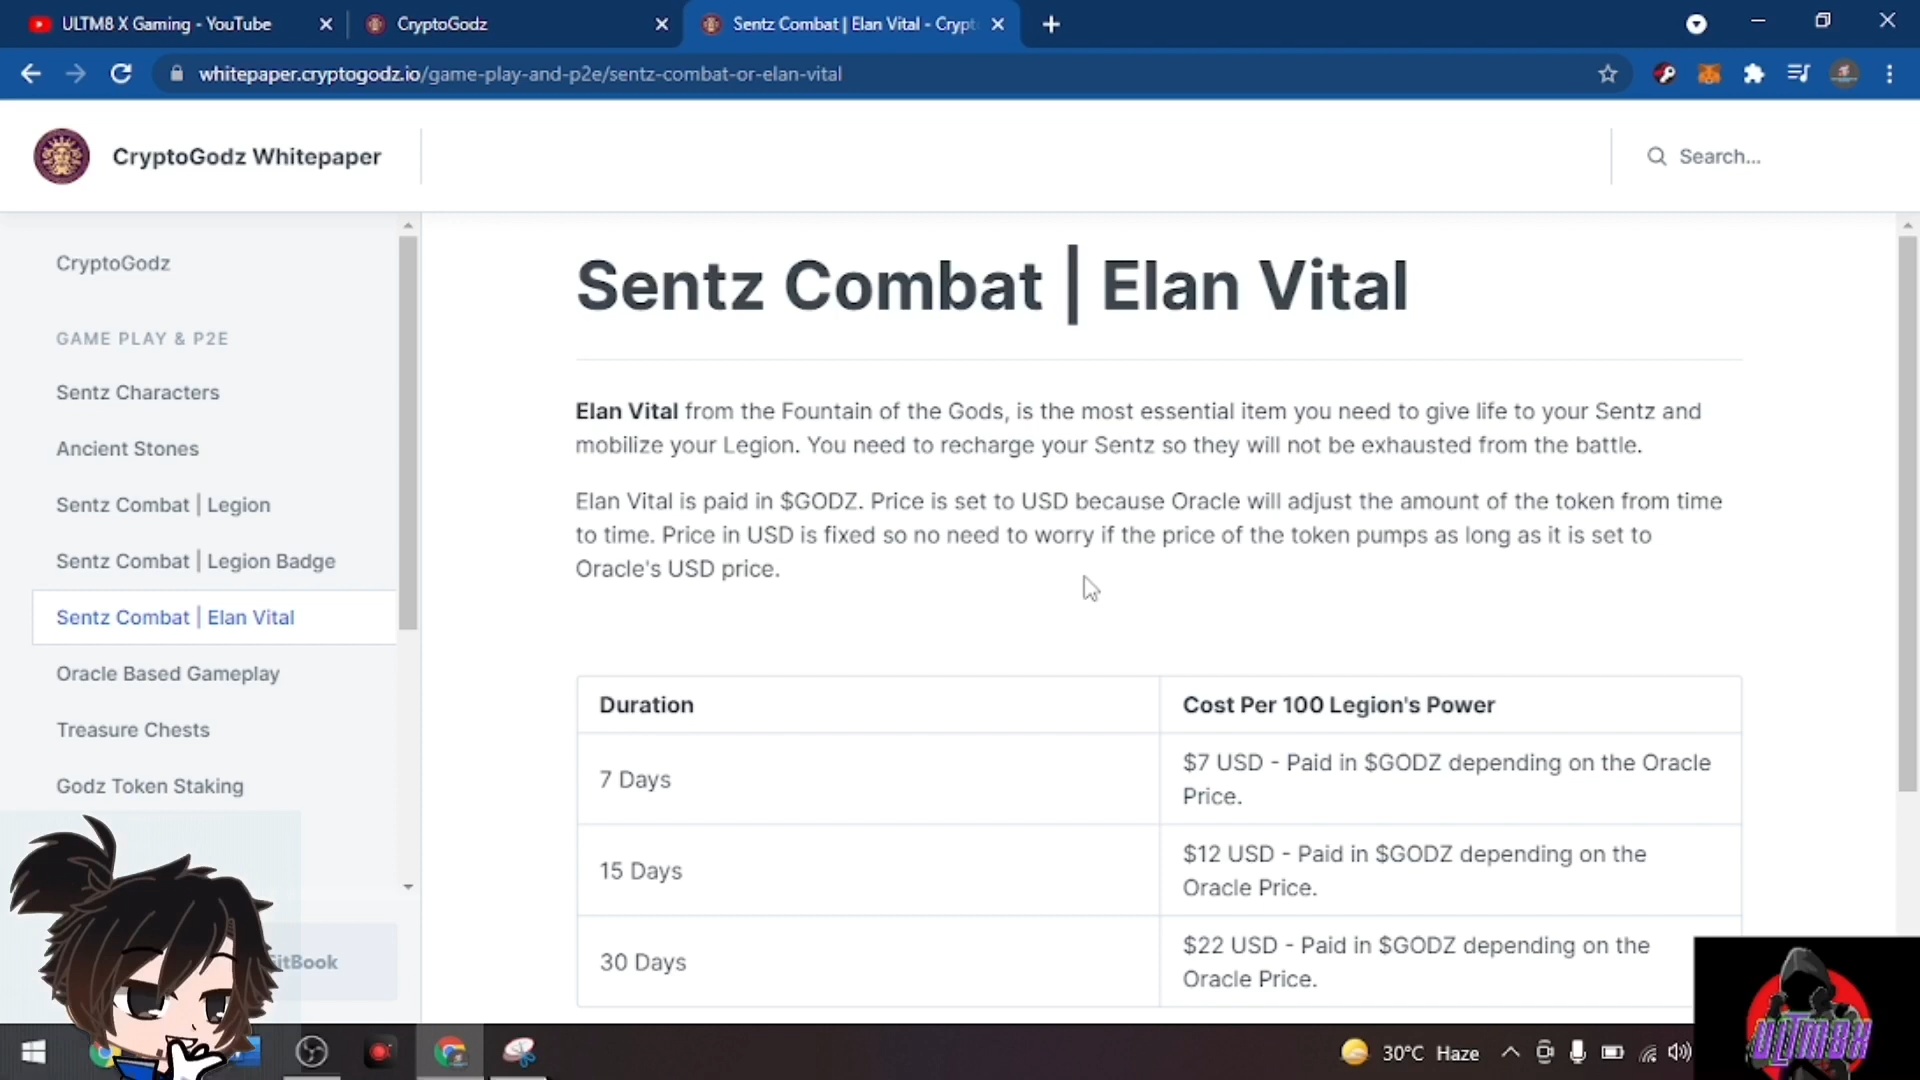 ULTM8 X Gaming - YouTube
CryptoGodz
Sentz Combat | Elan Vital - Crypt
whitepaper.cryptogodz.io/game-play-and-p2e/sentz-combat-or-elan-vital
CryptoGodz Whitepaper
Search...
CryptoGodz
GAME PLAY & P2E
Sentz Characters
Ancient Stones
Sentz Combat | Legion
Sentz Combat | Legion Badge
Sentz Combat | Elan Vital
Oracle Based Gameplay
Treasure Chests
Godz Token Staking
Sentz Combat | Elan Vital
Elan Vital from the Fountain of the Gods, is the most essential item you need to give life to your Sentz and
mobilize your Legion. You need to recharge your Sentz so they will not be exhausted from the battle.
Elan Vital is paid in $GODZ. Price is set to USD because Oracle will adjust the amount of the token from time
to time. Price in USD is fixed so no need to worry if the price of the token pumps as long as it is set to
Oracle's USD price.
Duration
Cost Per 100 Legion's Power
7 Days
$7 USD - Paid in $GODZ depending on the Oracle
Price.
15 Days
$12 USD - Paid in $GODZ depending on the
Oracle Price.
30 Days
$22 USD - Paid in $GODZ depending on the
Oracle Price.
itBook
30°C Haze
ULTM8X